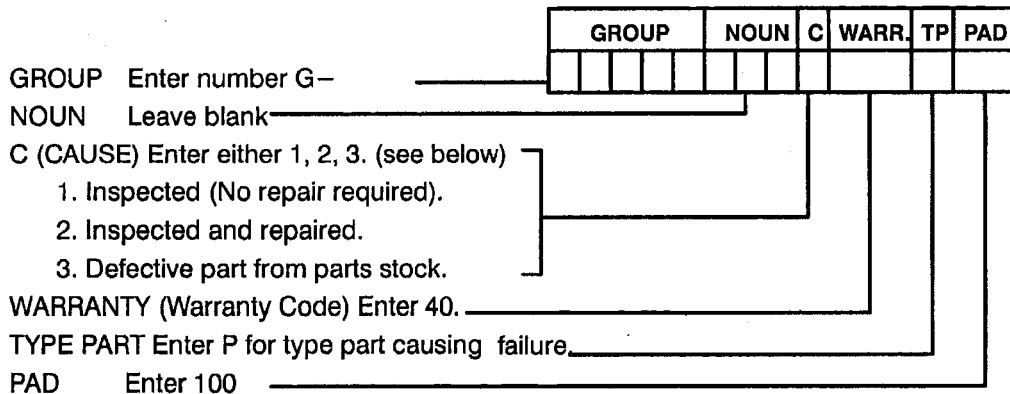 GROUP NOUN C WARR. TP PAD
GROUP Enter number G–
NOUN Leave blank
C (CAUSE) Enter either 1, 2, 3. (see below)
1. Inspected (No repair required).
2. Inspected and repaired.
3. Defective part from parts stock.
WARRANTY (Warranty Code) Enter 40.
TYPE PART Enter P for type part causing failure.
PAD Enter 100